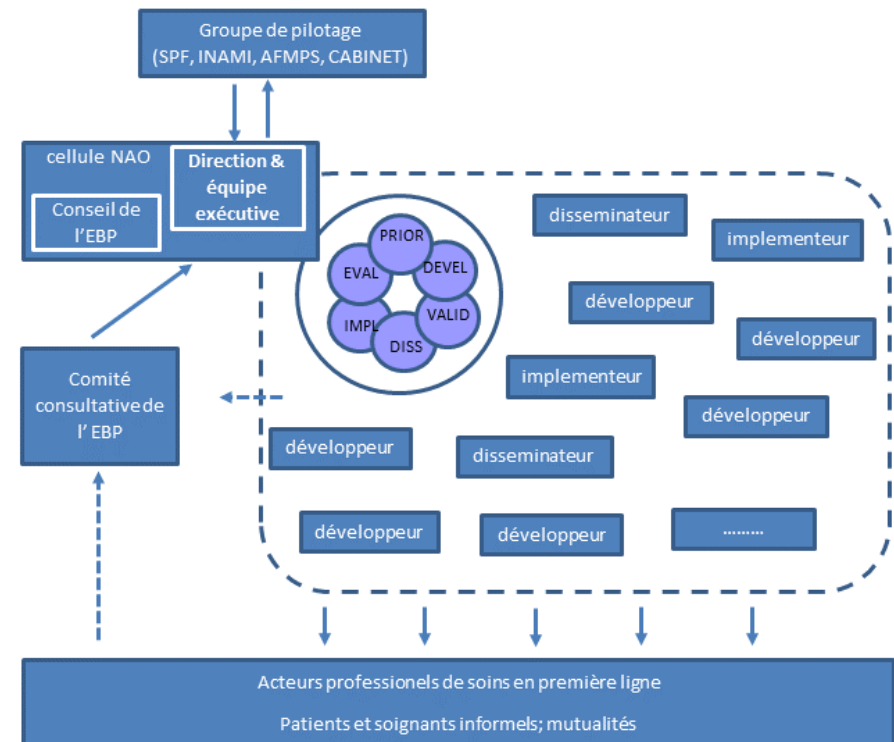 Groupe de pilotage
(SPF, INAMI, AFMPS, CABINET)
cellule NAO
Direction &
équipe
exécutive
Conseil de
l'EBP
PRIOR
DEVEL
VALID
DISS
IMPL
EVAL
disseminateur
implementeur
développeur
développeur
implementeur
développeur
développeur
disseminateur
développeur
développeur
………
Comité
consultative de
l' EBP
Acteurs professionels de soins en première ligne
Patients et soignants informels; mutualités